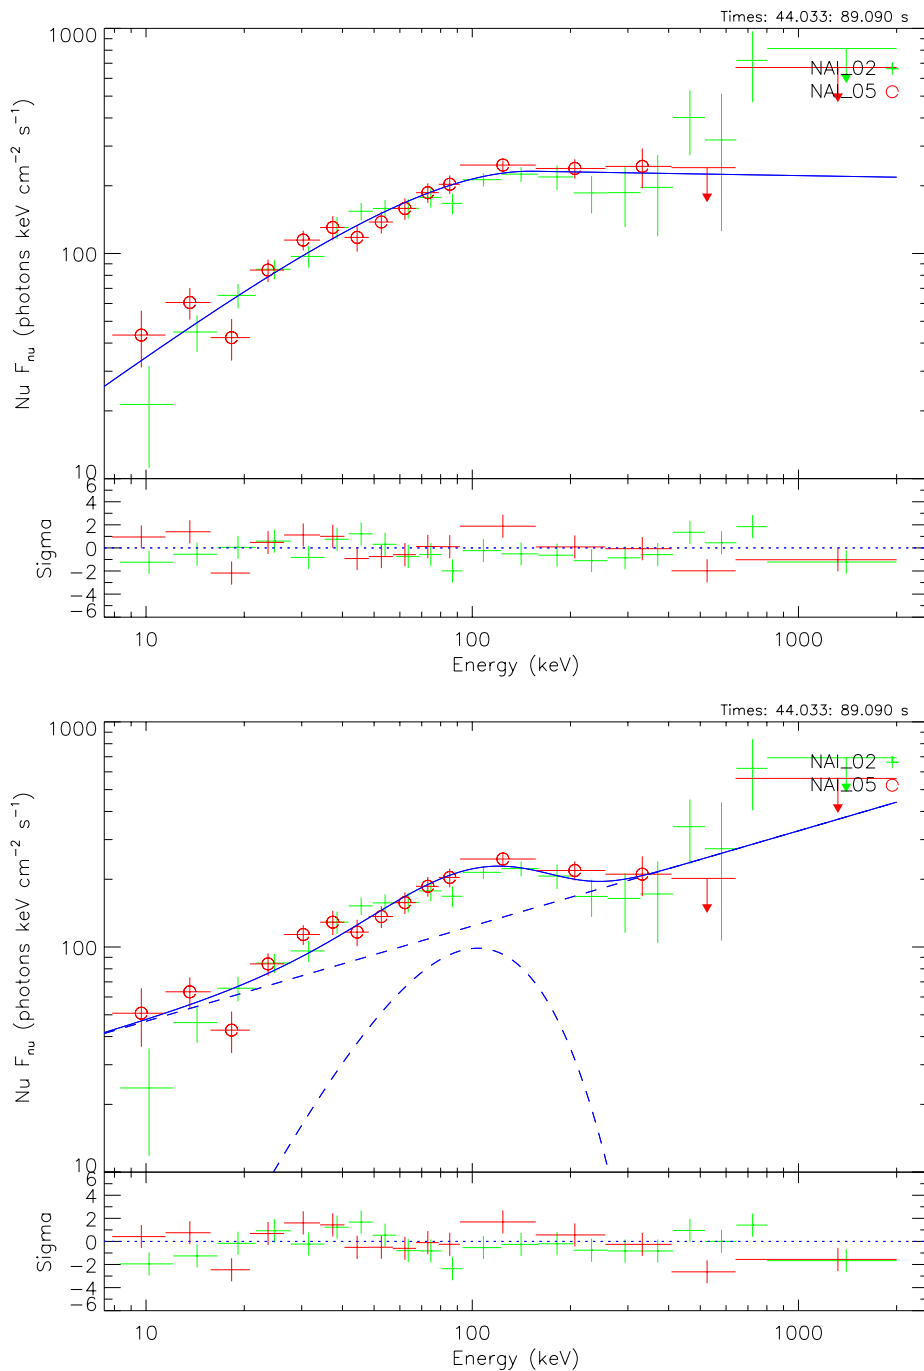 Times: 44.033: 89.090 s
1000
NAI_02
NAI_05
100
Nu Fnu (photons keV cm−2 s−1)
10
6
4
2
0
−2
−4
−6
Sigma
10 100 1000
Energy (keV)
Times: 44.033: 89.090 s
1000
NAI_02
NAI_05
100
Nu Fnu (photons keV cm−2 s−1)
10
6
4
2
0
−2
−4
−6
Sigma
10 100 1000
Energy (keV)